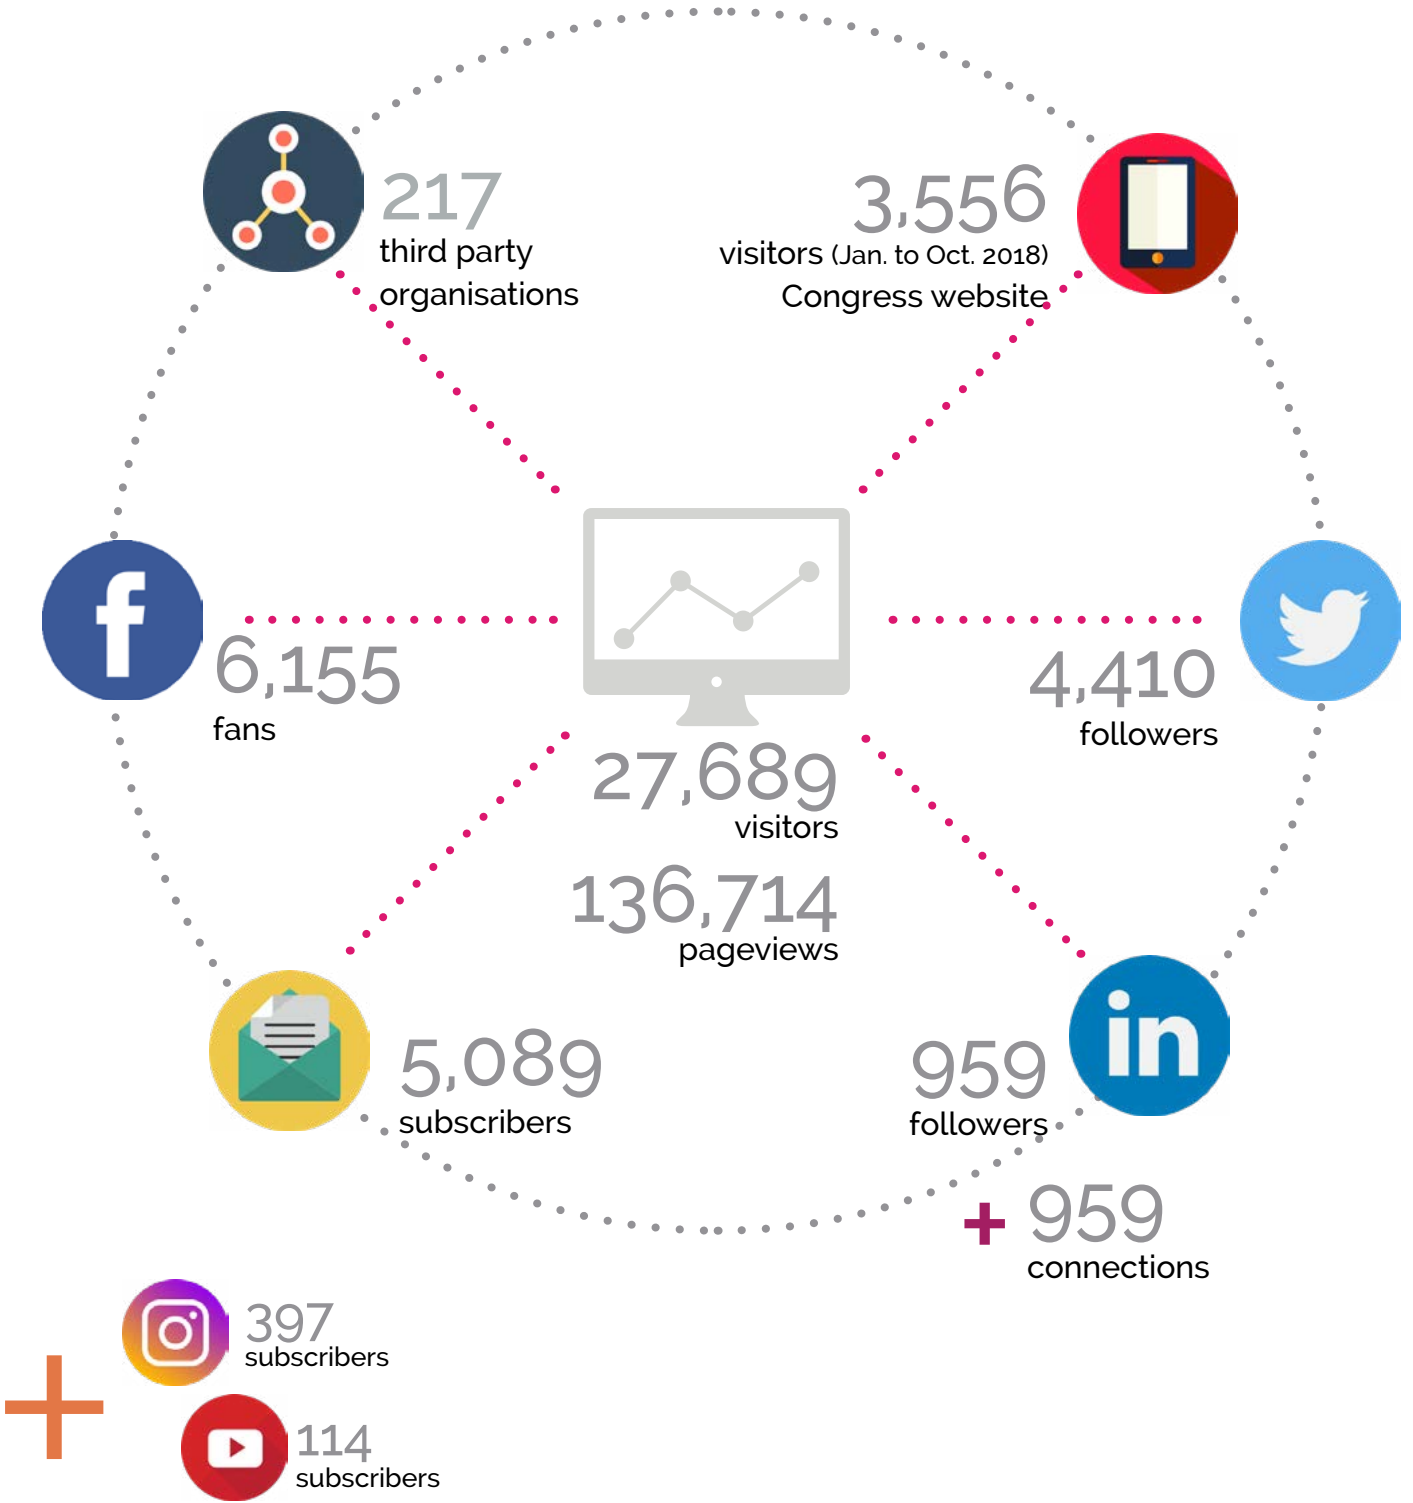 217
third party
organisations
3,556
visitors (Jan. to Oct. 2018)
Congress website
f
6,155
fans
4,410
followers
27,689
visitors
136,714
pageviews
5,089
subscribers
in
959
followers
+ 959
connections
+
397
subscribers
114
subscribers